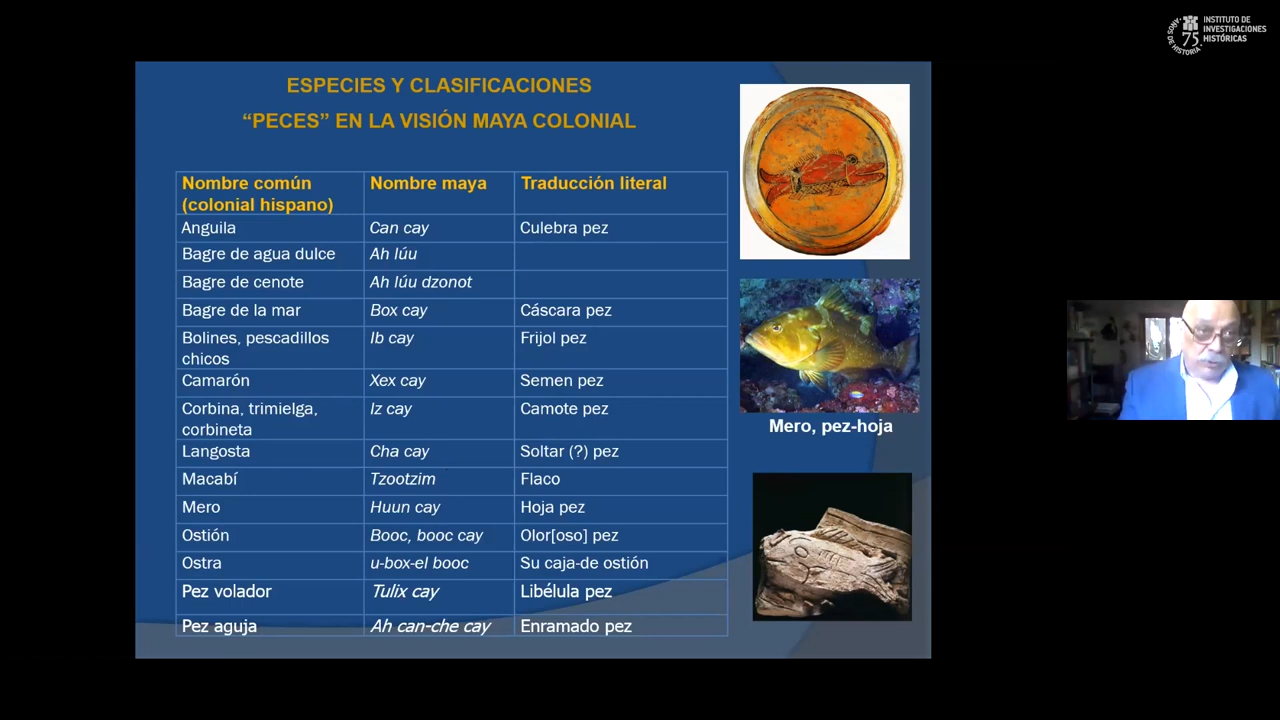 INSTITUTO DE
INVESTIGACIONES
HISTÓRICAS
75
AÑOS DE HISTORIA
ESPECIES Y CLASIFICACIONES
“PECES” EN LA VISIÓN MAYA COLONIAL
Nombre común
(colonial hispano)
Nombre maya
Traducción literal
Anguila
Can cay
Culebra pez
Bagre de agua dulce
Ah lúu
Bagre de cenote
Ah lúu dzonot
Bagre de la mar
Box cay
Cáscara pez
Bolines, pescadillos
chicos
Ib cay
Frijol pez
Camarón
Xex cay
Semen pez
Corbina, trimielga,
corbineta
Iz cay
Camote pez
Langosta
Cha cay
Soltar (?) pez
Macabí
Tzootzim
Flaco
Mero
Huun cay
Hoja pez
Ostión
Booc, booc cay
Olor[oso] pez
Ostra
u-box-el booc
Su caja-de ostión
Pez volador
Tulix cay
Libélula pez
Pez aguja
Ah can-che cay
Enramado pez
Mero, pez-hoja